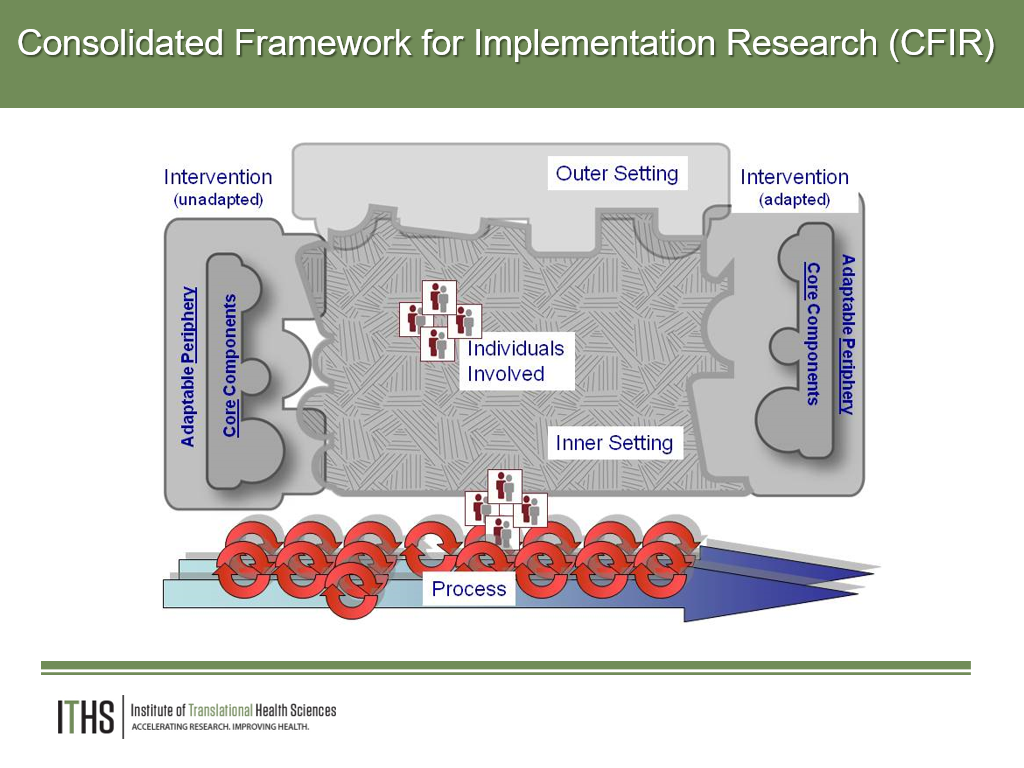 Consolidated Framework for Implementation Research (CFIR)
Intervention
(unadapted)
Outer Setting
Intervention
(adapted)
Adaptable Periphery
Core Components
Individuals
Involved
Inner Setting
Core Components
Adaptable Periphery
Process
ITHS
Institute of Translational Health Sciences
ACCELERATING RESEARCH. IMPROVING HEALTH.